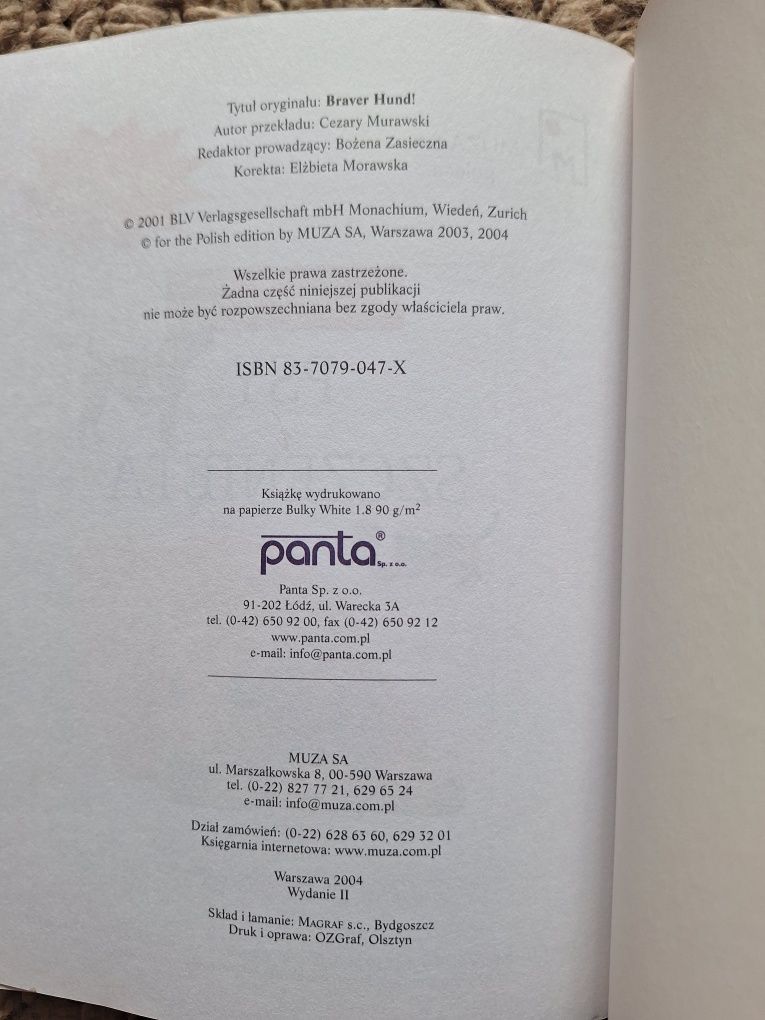 Tytuł oryginału: Braver Hund!
Autor przekładu: Cezary Murawski
Redaktor prowadzący: Bożena Zasieczna
Korekta: Elżbieta Morawska
© 2001 BLV Verlagsgesellschaft mbH Monachium, Wiedeń, Zurich
© for the Polish edition by MUZA SA, Warszawa 2003, 2004
Wszelkie prawa zastrzeżone.
Żadna część niniejszej publikacji
nie może być rozpowszechniana bez zgody właściciela praw.
ISBN 83-7079-047-X
Książkę wydrukowano
na papierze Bulky White 1.8 90 g/m²
panta® Sp. z o.o.
Panta Sp. z o.o.
91-202 Łódź, ul. Warecka 3A
tel. (0-42) 650 92 00, fax (0-42) 650 92 12
www.panta.com.pl
e-mail: info@panta.com.pl
MUZA SA
ul. Marszałkowska 8, 00-590 Warszawa
tel. (0-22) 827 77 21, 629 65 24
e-mail: info@muza.com.pl
Dział zamówień: (0-22) 628 63 60, 629 32 01
Księgarnia internetowa: www.muza.com.pl
Warszawa 2004
Wydanie II
Skład i łamanie: MAGRAF s.c., Bydgoszcz
Druk i oprawa: OZGraf, Olsztyn